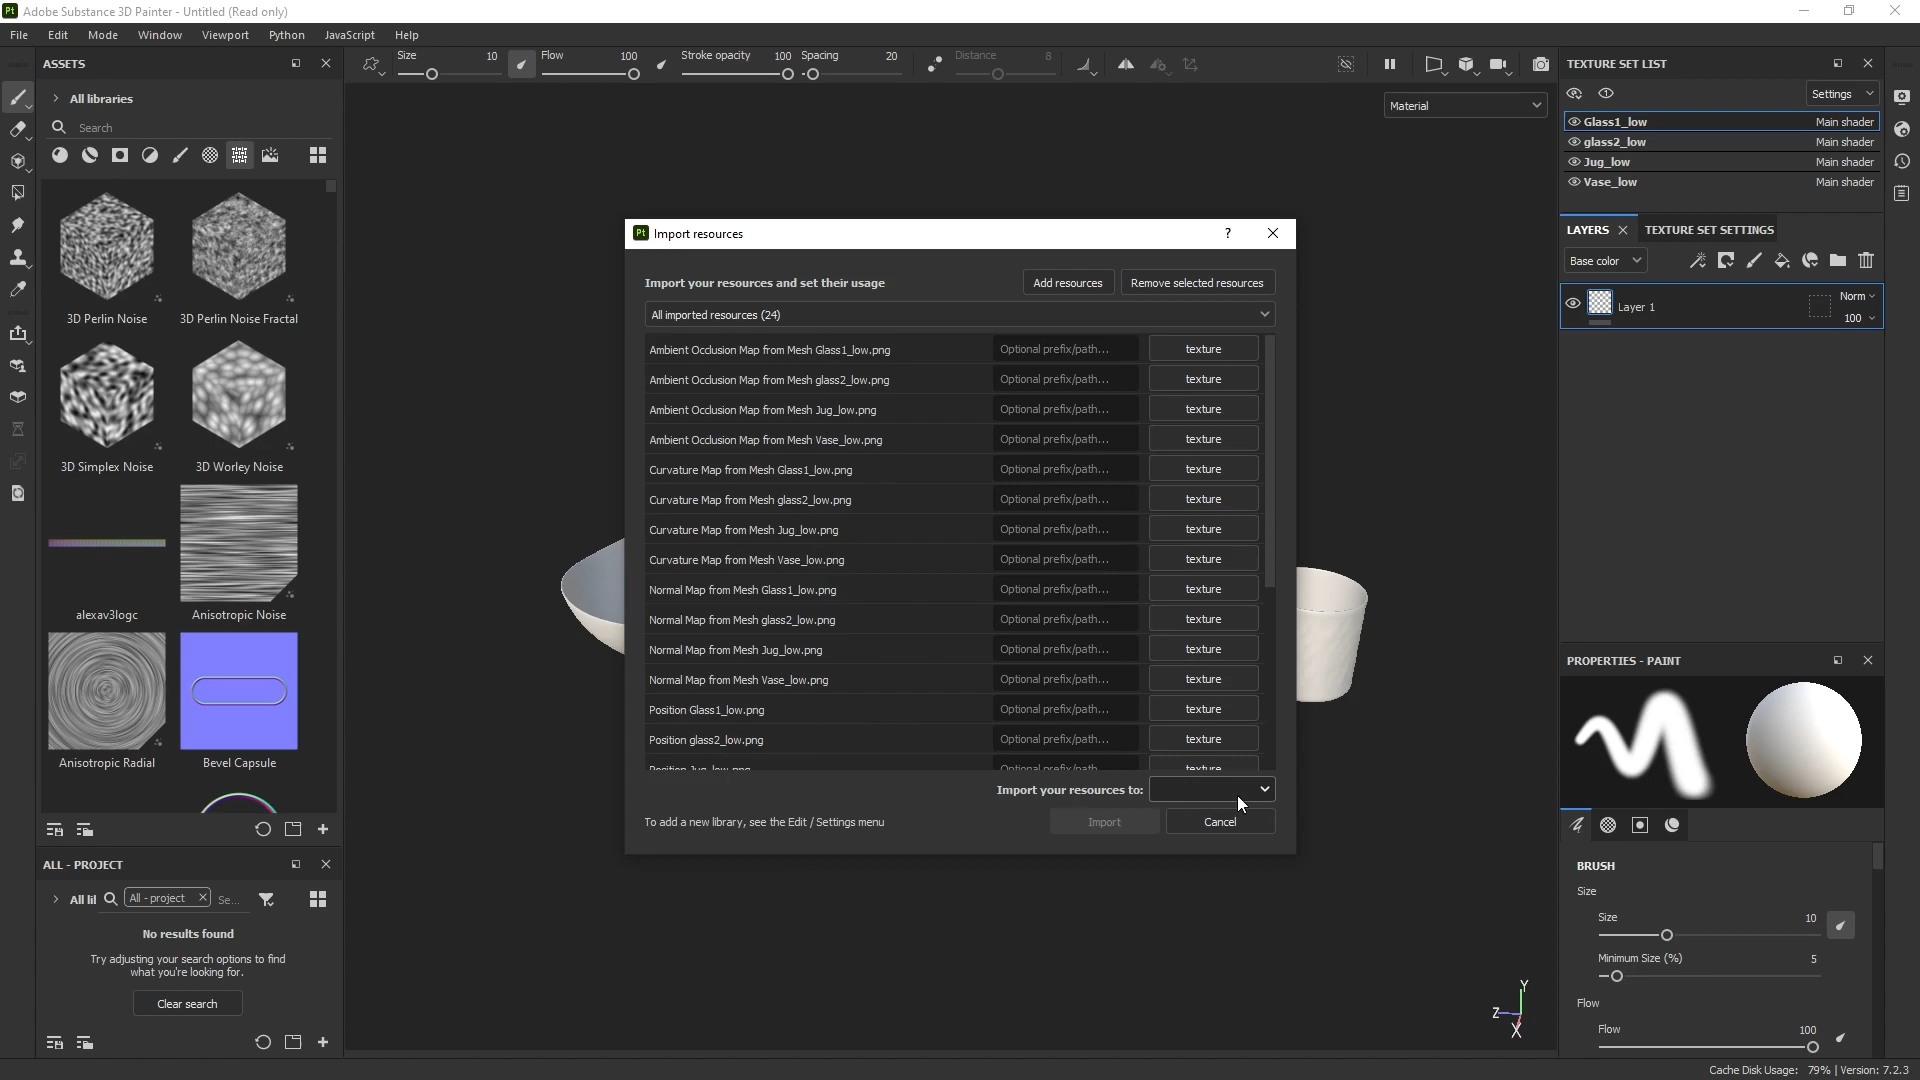 Pt Adobe Substance 3D Painter - Untitled (Read only)
File Edit Mode Window Viewport Python JavaScript Help
ASSETS
All libraries
Search
3D Perlin Noise
3D Perlin Noise Fractal
3D Simplex Noise
3D Worley Noise
alexav3logc
Anisotropic Noise
Anisotropic Radial
Bevel Capsule
ALL - PROJECT
All lil
All - project
Se...
No results found
Try adjusting your search options to find
what you're looking for.
Clear search
Size 10
Flow 100
Stroke opacity 100
Spacing 20
Distance 8
Material
Pt Import resources
?
Import your resources and set their usage
Add resources
Remove selected resources
All imported resources (24)
Ambient Occlusion Map from Mesh Glass1_low.png Optional prefix/path... texture
Ambient Occlusion Map from Mesh glass2_low.png Optional prefix/path... texture
Ambient Occlusion Map from Mesh Jug_low.png Optional prefix/path... texture
Ambient Occlusion Map from Mesh Vase_low.png Optional prefix/path... texture
Curvature Map from Mesh Glass1_low.png Optional prefix/path... texture
Curvature Map from Mesh glass2_low.png Optional prefix/path... texture
Curvature Map from Mesh Jug_low.png Optional prefix/path... texture
Curvature Map from Mesh Vase_low.png Optional prefix/path... texture
Normal Map from Mesh Glass1_low.png Optional prefix/path... texture
Normal Map from Mesh glass2_low.png Optional prefix/path... texture
Normal Map from Mesh Jug_low.png Optional prefix/path... texture
Normal Map from Mesh Vase_low.png Optional prefix/path... texture
Position Glass1_low.png Optional prefix/path... texture
Position glass2_low.png Optional prefix/path... texture
Position Jug_low.png Optional prefix/path... texture
Import your resources to:
To add a new library, see the Edit / Settings menu
Import
Cancel
Y
Z
X
TEXTURE SET LIST
Settings
Glass1_low Main shader
glass2_low Main shader
Jug_low Main shader
Vase_low Main shader
LAYERS
TEXTURE SET SETTINGS
Base color
Layer 1
Norm
100
PROPERTIES - PAINT
BRUSH
Size
Size 10
Minimum Size (%) 5
Flow
Flow 100
Cache Disk Usage: 79% | Version: 7.2.3